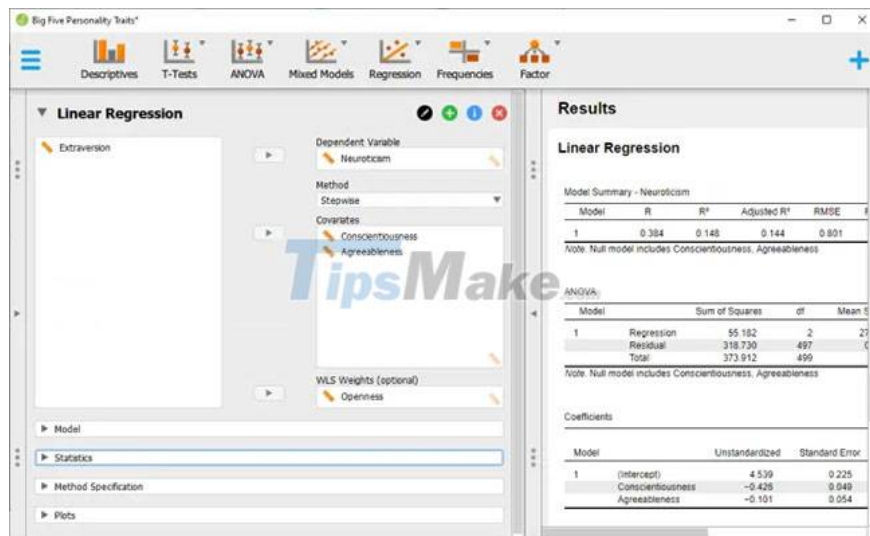 Big Five Personality Traits*
Descriptives T-Tests ANOVA Mixed Models Regression Frequencies Factor
Linear Regression
Extraversion
Dependent Variable
Neuroticism
Method
Stepwise
Covariates
Conscientiousness
Agreeableness
WLS Weights (optional)
Openness
Model
Statistics
Method Specification
Plots
Results
Linear Regression
Model Summary - Neuroticism
Model R R² Adjusted R² RMSE
1 0.384 0.148 0.144 0.801
Note. Null model includes Conscientiousness, Agreeableness
ANOVA
Model Sum of Squares df Mean S
1 Regression 55.182 2 27
Residual 318.730 497 0
Total 373.912 499
Note. Null model includes Conscientiousness, Agreeableness
Coefficients
Model Unstandardized Standard Error
1 (Intercept) 4.539 0.225
Conscientiousness −0.426 0.049
Agreeableness −0.101 0.054
TipsMake.com